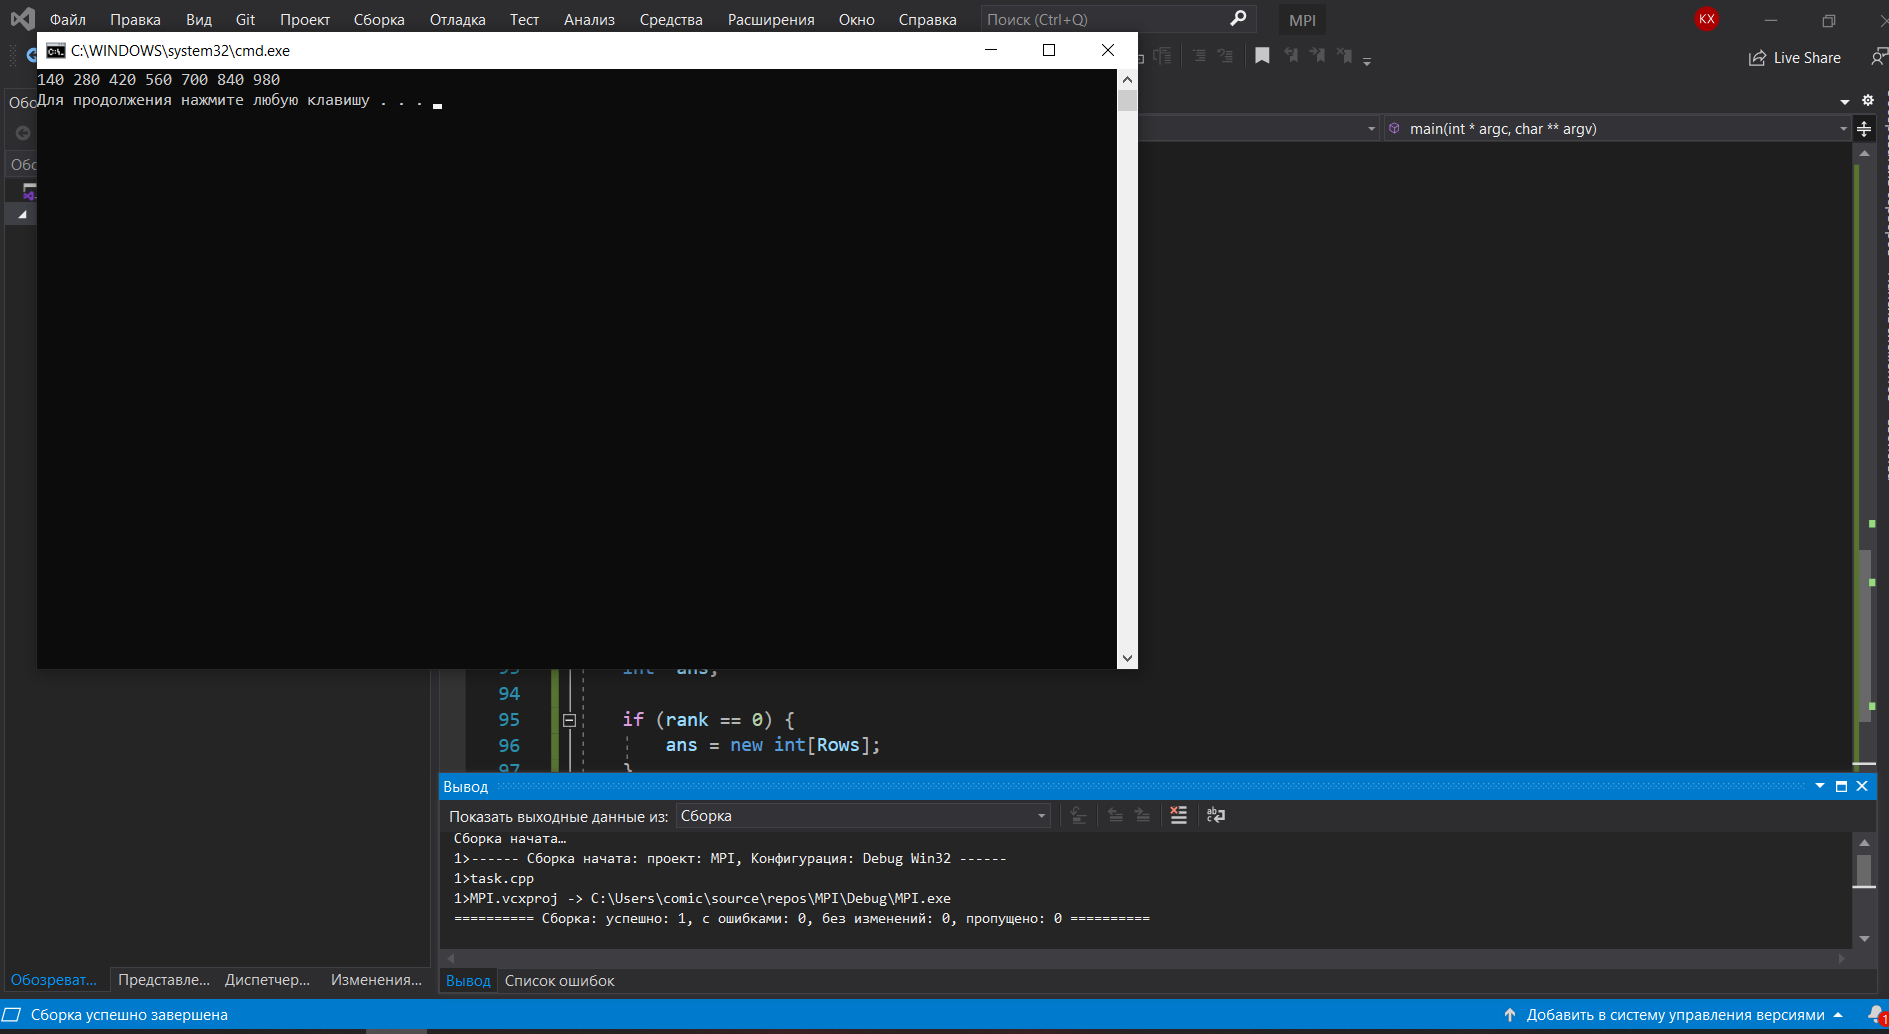 Файл Правка Вид Git Проект Сборка Отладка Тест Анализ Средства Расширения Окно Справка Поиск (Ctrl+Q) MPI KX
C:\WINDOWS\system32\cmd.exe
Live Share
140 280 420 560 700 840 980
Для продолжения нажмите любую клавишу . . .
main(int * argc, char ** argv)
94
95 if (rank == 0) {
96 ans = new int[Rows];
97 }
Вывод
Показать выходные данные из: Сборка
Сборка начата…
1>------ Сборка начата: проект: MPI, Конфигурация: Debug Win32 ------
1>task.cpp
1>MPI.vcxproj -> C:\Users\comic\source\repos\MPI\Debug\MPI.exe
========== Сборка: успешно: 1, с ошибками: 0, без изменений: 0, пропущено: 0 ==========
Обозреват... Представле... Диспетчер... Изменения... Вывод Список ошибок
Сборка успешно завершена Добавить в систему управления версиями 1